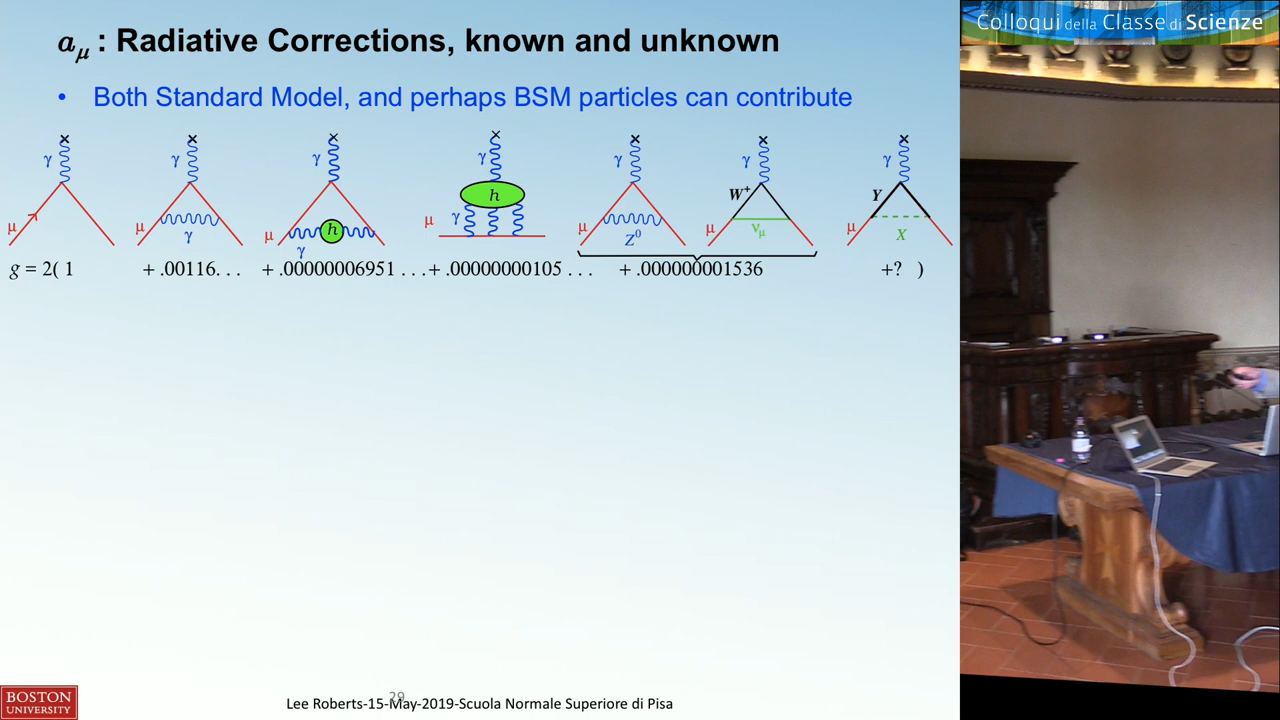 Colloqui della Classe di Scienze
aμ : Radiative Corrections, known and unknown
• Both Standard Model, and perhaps BSM particles can contribute
× × × × × × ×
γ γ γ γ γ γ γ
h W⁺ Y
μ μ μ h μ γ μ μ νμ μ X
γ γ Z⁰
g = 2( 1 + .00116. . . + .00000006951 . . . + .00000000105 . . . + .000000001536 +? )
29
Lee Roberts-15-May-2019-Scuola Normale Superiore di Pisa
BOSTON
UNIVERSITY